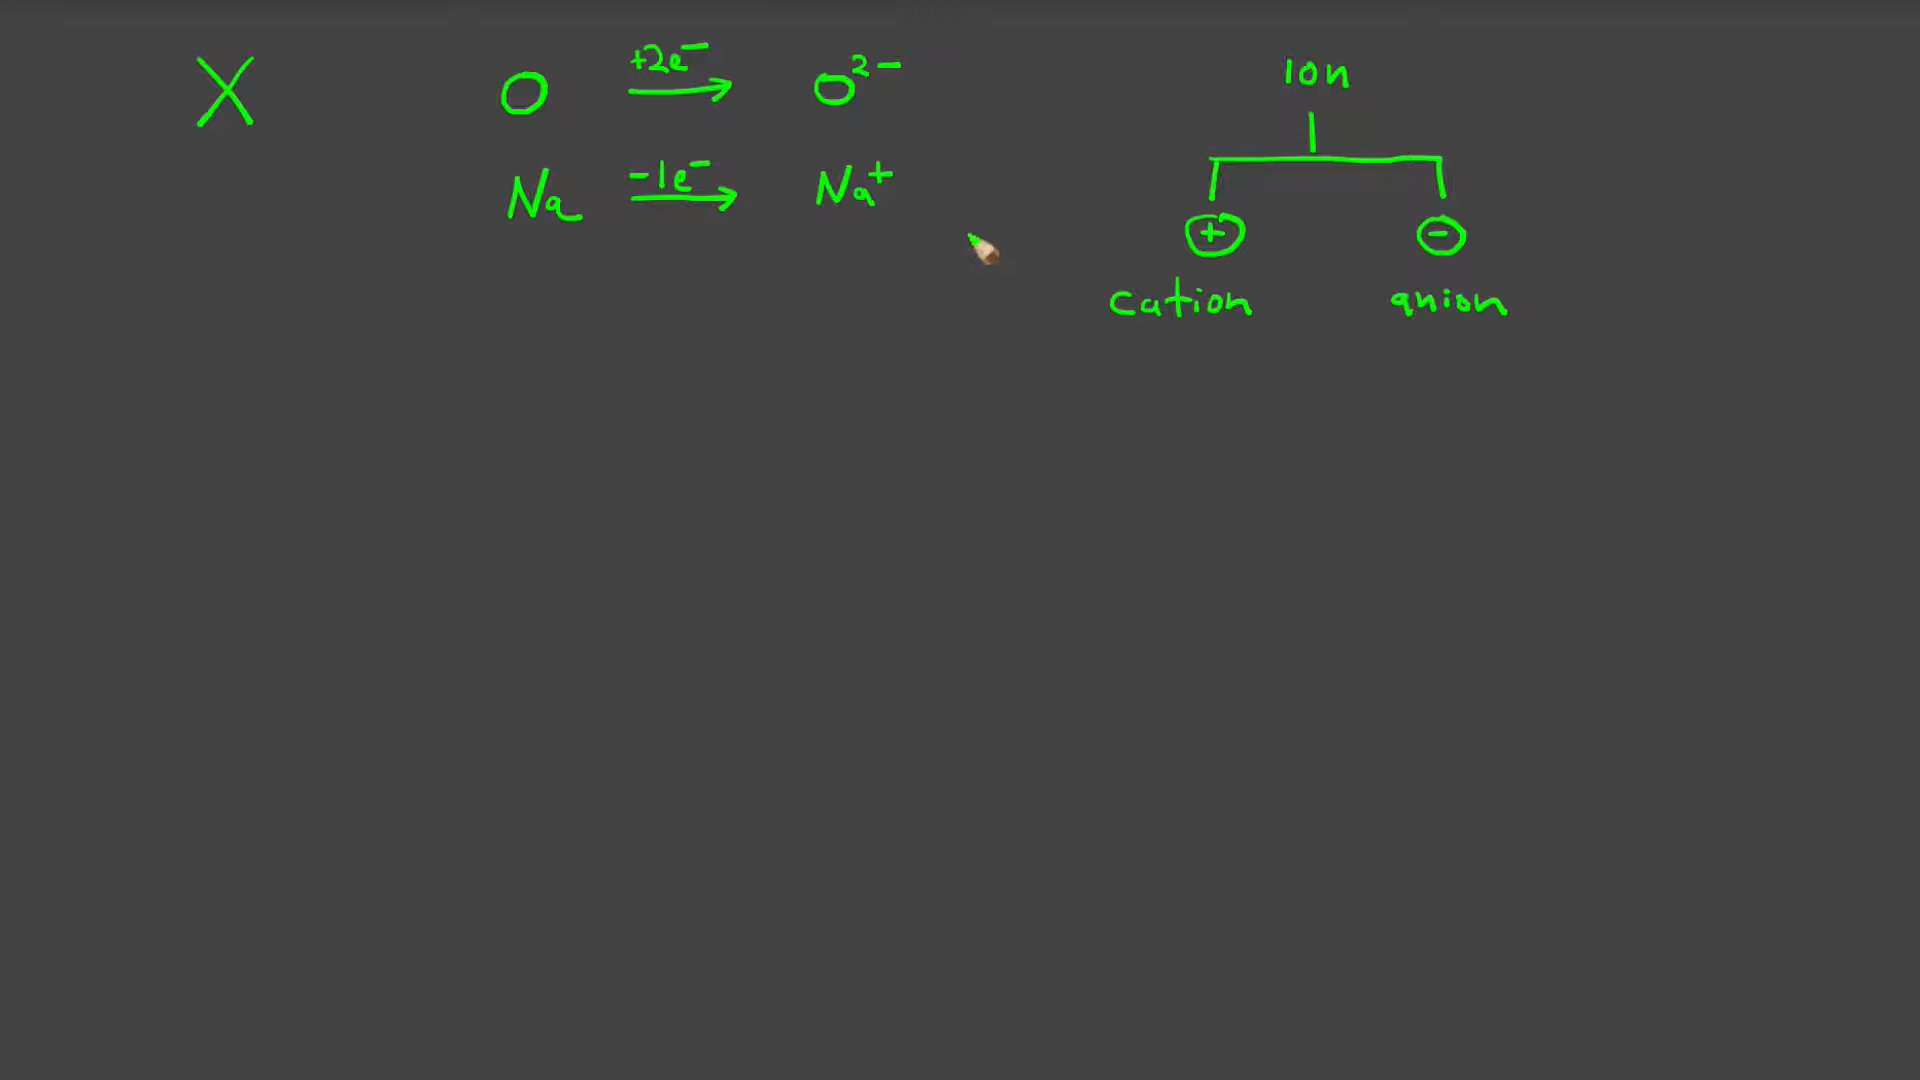 X
O +2e⁻ → O²⁻
Na -1e⁻ → Na⁺
Ion
+ -
cation anion